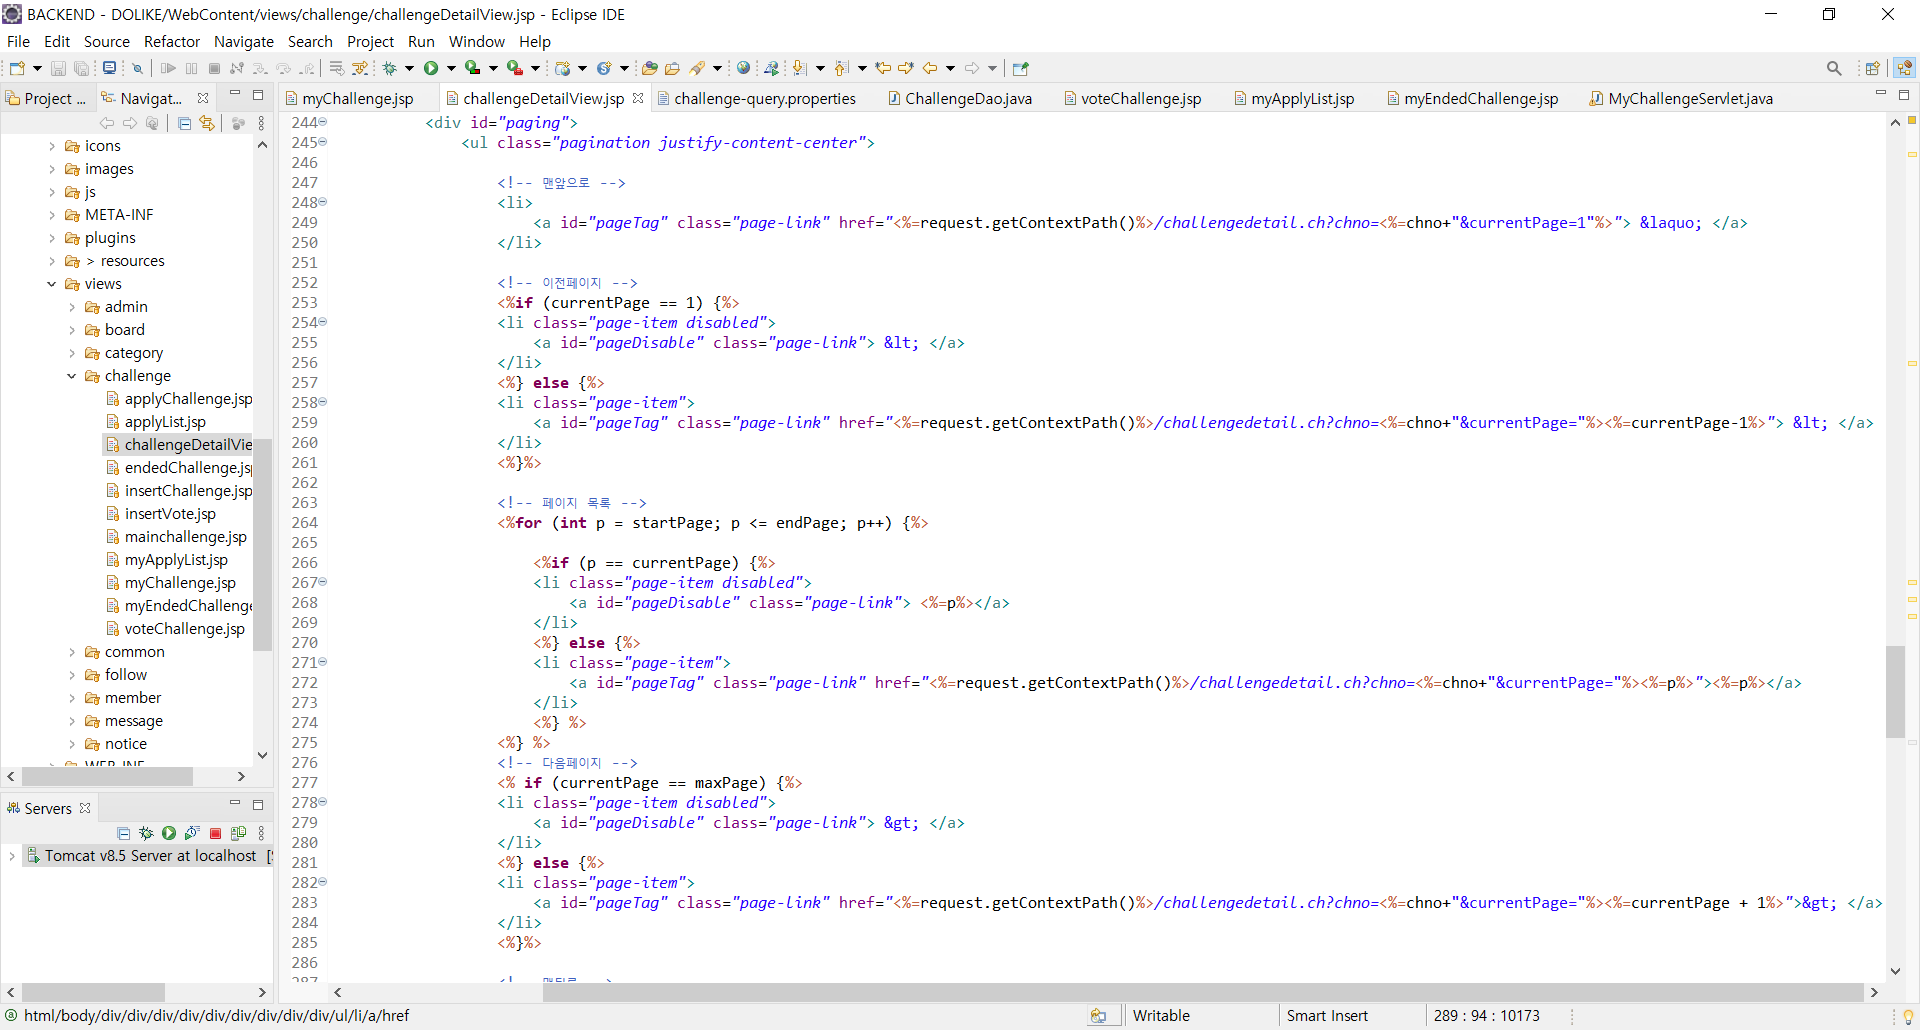 BACKEND - DOLIKE/WebContent/views/challenge/challengeDetailView.jsp - Eclipse IDE
File Edit Source Refactor Navigate Search Project Run Window Help
Project ... Navigat...
myChallenge.jsp challengeDetailView.jsp challenge-query.properties ChallengeDao.java voteChallenge.jsp myApplyList.jsp myEndedChallenge.jsp MyChallengeServlet.java
icons
images
js
META-INF
plugins
> resources
views
admin
board
category
challenge
applyChallenge.jsp
applyList.jsp
challengeDetailVie
endedChallenge.jsp
insertChallenge.jsp
insertVote.jsp
mainchallenge.jsp
myApplyList.jsp
myChallenge.jsp
myEndedChallenge
voteChallenge.jsp
common
follow
member
message
notice
WEB-INF
Servers
Tomcat v8.5 Server at localhost [S
244 <div id="paging">
245 <ul class="pagination justify-content-center">
246
247 <!-- 맨앞으로 -->
248 <li>
249 <a id="pageTag" class="page-link" href="<%=request.getContextPath()%>/challengedetail.ch?chno=<%=chno+"&currentPage=1"%>"> &laquo; </a>
250 </li>
251
252 <!-- 이전페이지 -->
253 <%if (currentPage == 1) {%>
254 <li class="page-item disabled">
255 <a id="pageDisable" class="page-link"> &lt; </a>
256 </li>
257 <%} else {%>
258 <li class="page-item">
259 <a id="pageTag" class="page-link" href="<%=request.getContextPath()%>/challengedetail.ch?chno=<%=chno+"&currentPage="%><%=currentPage-1%>"> &lt; </a>
260 </li>
261 <%}%>
262
263 <!-- 페이지 목록 -->
264 <%for (int p = startPage; p <= endPage; p++) {%>
265
266 <%if (p == currentPage) {%>
267 <li class="page-item disabled">
268 <a id="pageDisable" class="page-link"> <%=p%></a>
269 </li>
270 <%} else {%>
271 <li class="page-item">
272 <a id="pageTag" class="page-link" href="<%=request.getContextPath()%>/challengedetail.ch?chno=<%=chno+"&currentPage="%><%=p%>"><%=p%></a>
273 </li>
274 <%} %>
275 <%} %>
276 <!-- 다음페이지 -->
277 <% if (currentPage == maxPage) {%>
278 <li class="page-item disabled">
279 <a id="pageDisable" class="page-link"> &gt; </a>
280 </li>
281 <%} else {%>
282 <li class="page-item">
283 <a id="pageTag" class="page-link" href="<%=request.getContextPath()%>/challengedetail.ch?chno=<%=chno+"&currentPage="%><%=currentPage + 1%>">&gt; </a>
284 </li>
285 <%}%>
286
287 <!-- 맨뒤로 -->
html/body/div/div/div/div/div/div/div/div/div/ul/li/a/href Writable Smart Insert 289 : 94 : 10173